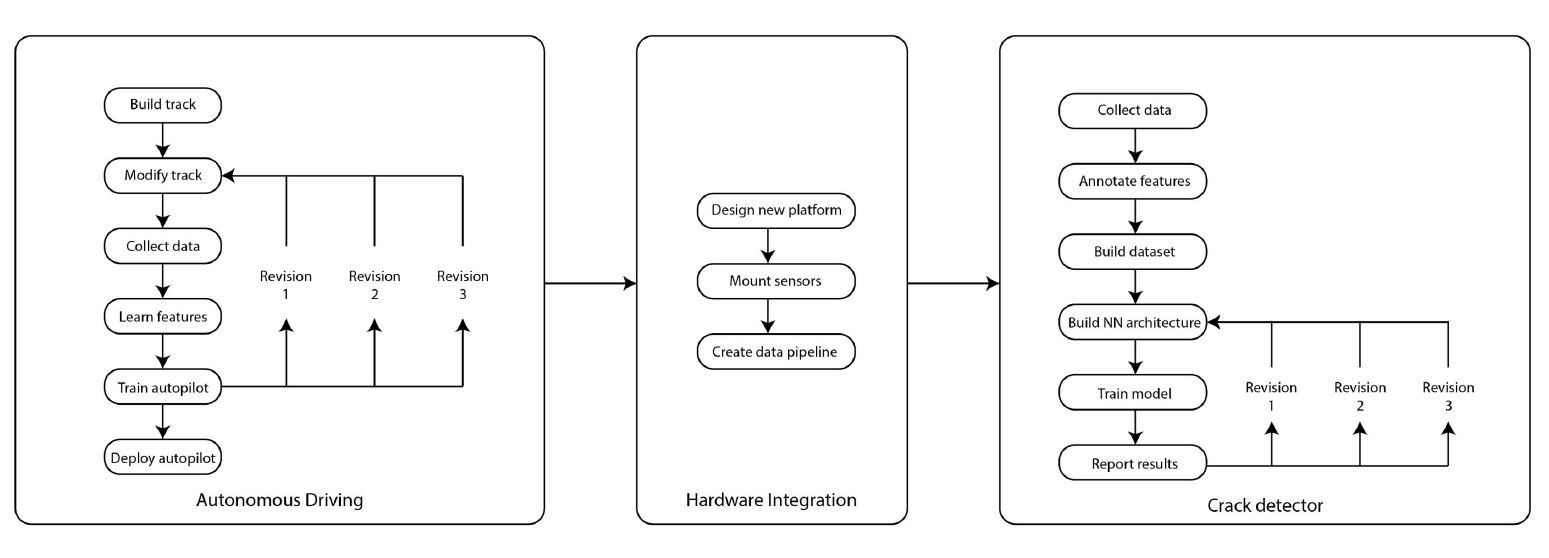 Build track
Modify track
Collect data
Learn features
Train autopilot
Deploy autopilot
Revision
1
Revision
2
Revision
3
Autonomous Driving
Design new platform
Mount sensors
Create data pipeline
Hardware Integration
Collect data
Annotate features
Build dataset
Build NN architecture
Train model
Report results
Revision
1
Revision
2
Revision
3
Crack detector